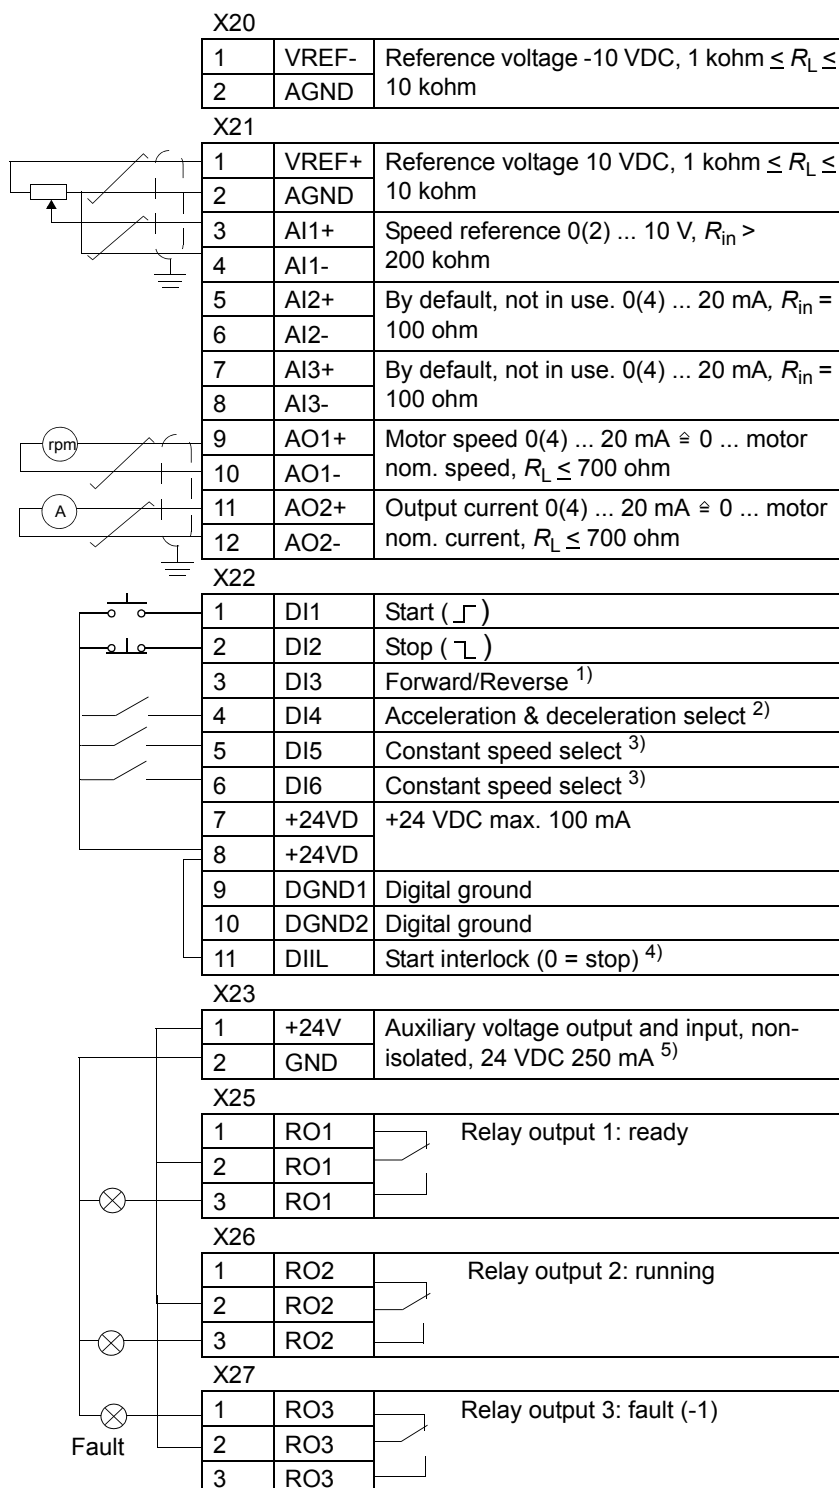 X20
1 VREF- Reference voltage -10 VDC, 1 kohm ≤ RL ≤
2 AGND 10 kohm
X21
1 VREF+ Reference voltage 10 VDC, 1 kohm ≤ RL ≤
2 AGND 10 kohm
3 AI1+ Speed reference 0(2) ... 10 V, Rin >
4 AI1- 200 kohm
5 AI2+ By default, not in use. 0(4) ... 20 mA, Rin =
6 AI2- 100 ohm
7 AI3+ By default, not in use. 0(4) ... 20 mA, Rin =
8 AI3- 100 ohm
rpm 9 AO1+ Motor speed 0(4) ... 20 mA ≙ 0 ... motor
10 AO1- nom. speed, RL ≤ 700 ohm
A 11 AO2+ Output current 0(4) ... 20 mA ≙ 0 ... motor
12 AO2- nom. current, RL ≤ 700 ohm
X22
1 DI1 Start ( )
2 DI2 Stop ( )
3 DI3 Forward/Reverse 1)
4 DI4 Acceleration & deceleration select 2)
5 DI5 Constant speed select 3)
6 DI6 Constant speed select 3)
7 +24VD +24 VDC max. 100 mA
8 +24VD
9 DGND1 Digital ground
10 DGND2 Digital ground
11 DIIL Start interlock (0 = stop) 4)
X23
1 +24V Auxiliary voltage output and input, non-
2 GND isolated, 24 VDC 250 mA 5)
X25
1 RO1 Relay output 1: ready
2 RO1
3 RO1
X26
1 RO2 Relay output 2: running
2 RO2
3 RO2
X27
1 RO3 Relay output 3: fault (-1)
Fault 2 RO3
3 RO3